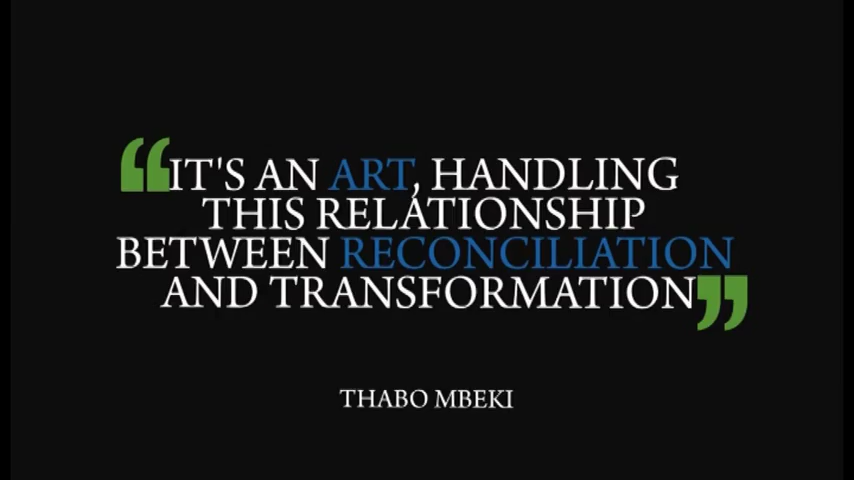 “IT'S AN ART, HANDLING
THIS RELATIONSHIP
BETWEEN RECONCILIATION
AND TRANSFORMATION”
THABO MBEKI